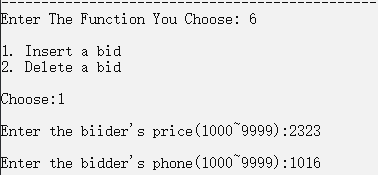 Enter The Function You Choose: 6
1. Insert a bid
2. Delete a bid
Choose:1
Enter the biider's price(1000~9999):2323
Enter the bidder's phone(1000~9999):1016